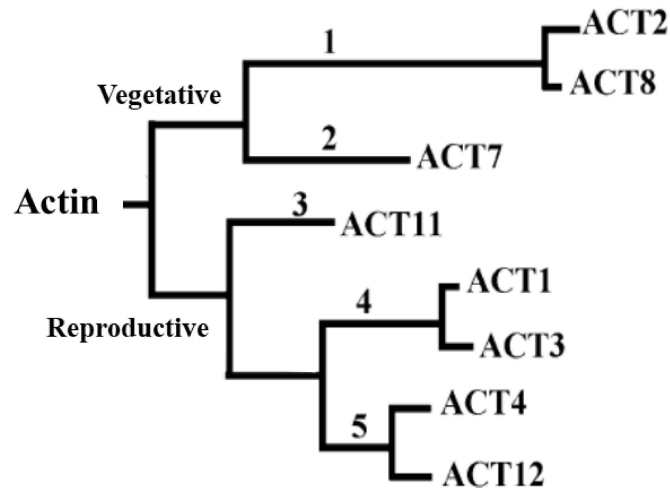 ACT2
1
ACT8
Vegetative
2
ACT7
Actin
3
ACT11
ACT1
4
ACT3
Reproductive
ACT4
5
ACT12